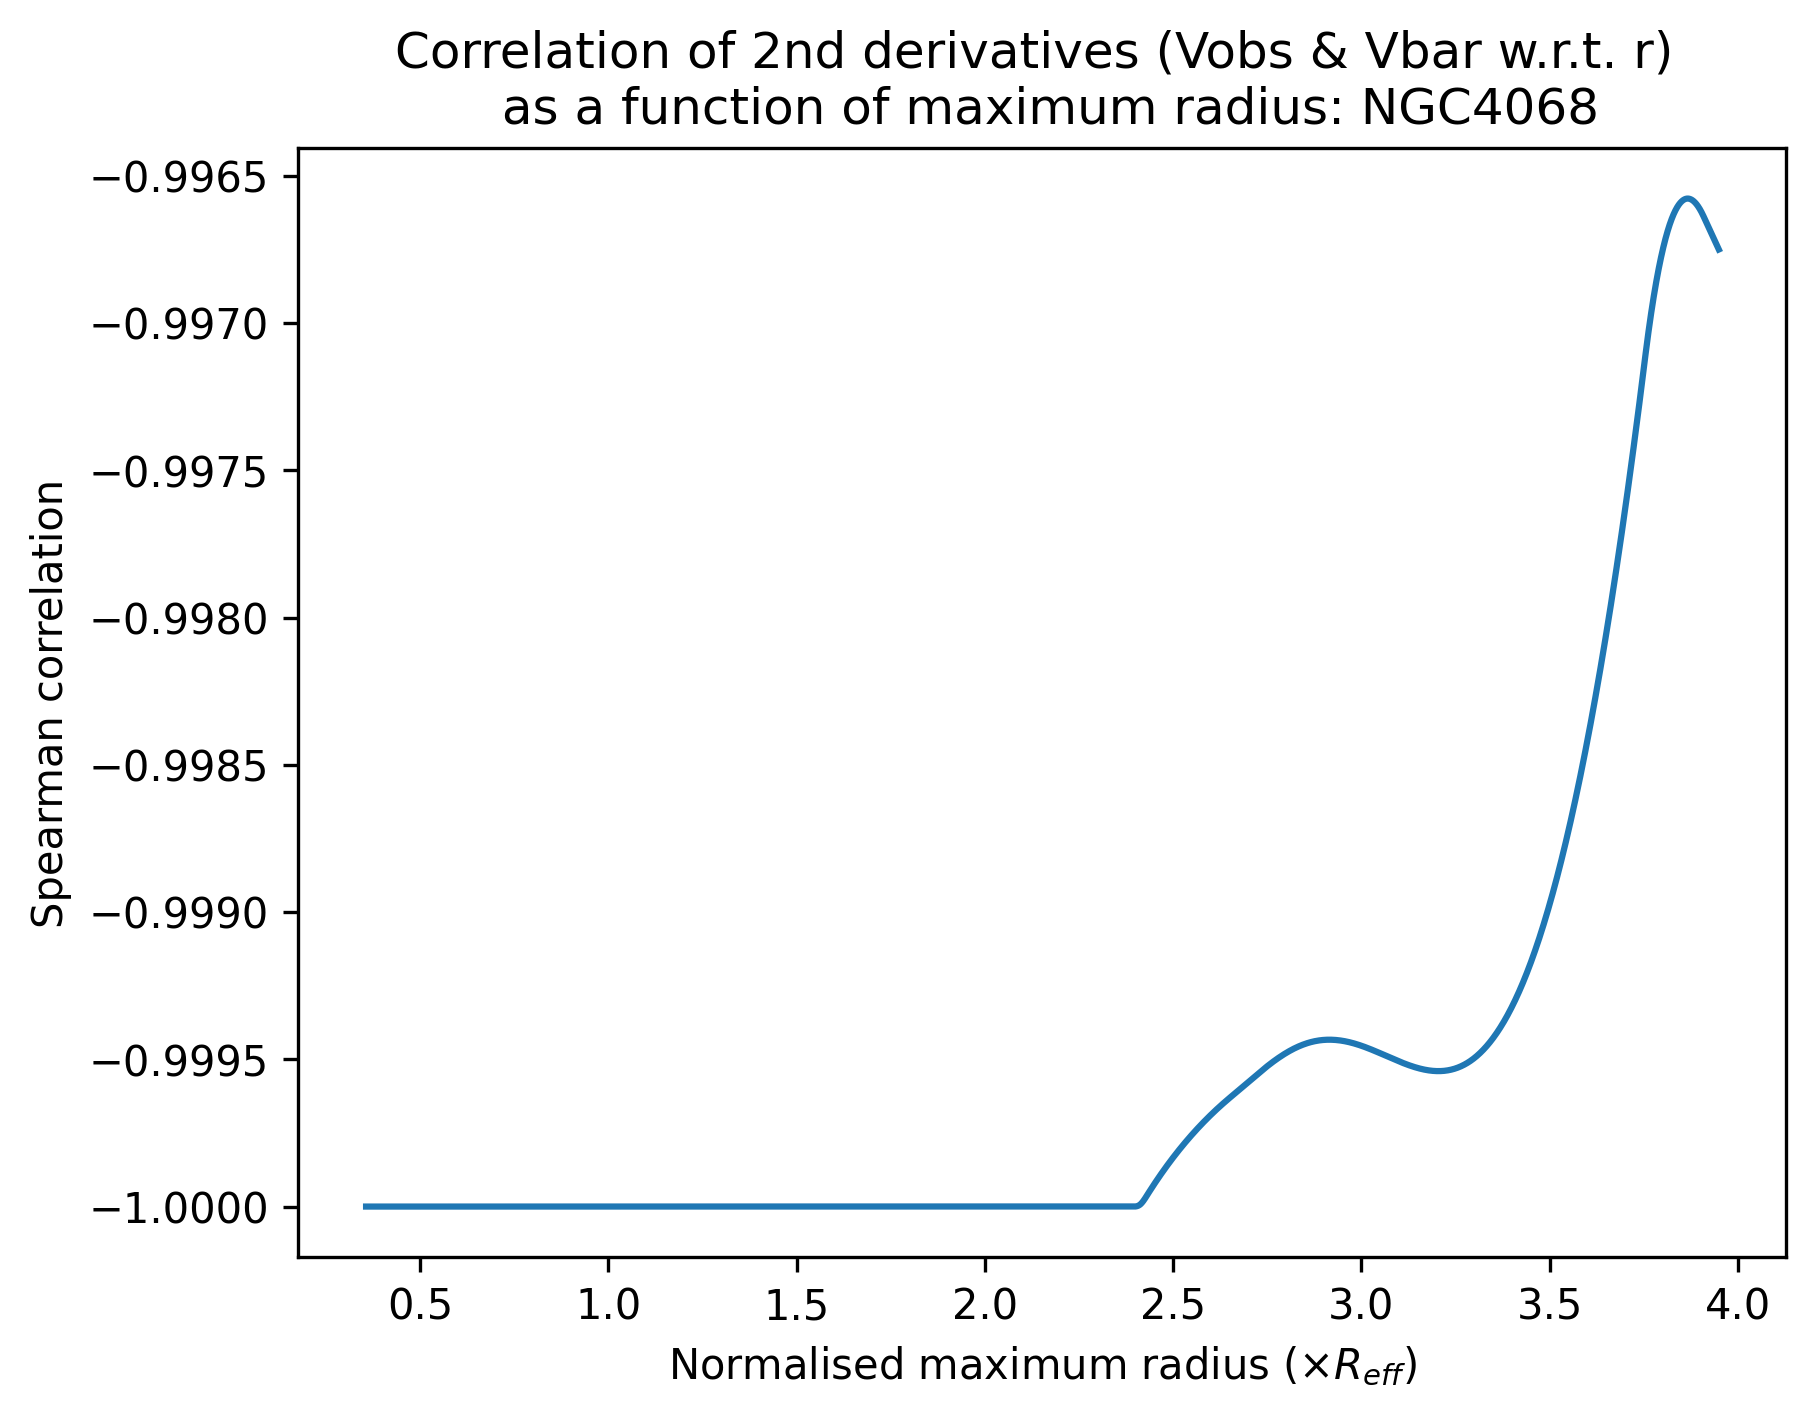 Correlation of 2nd derivatives (Vobs & Vbar w.r.t. r)
as a function of maximum radius: NGC4068
Spearman correlation
−0.9965
−0.9970
−0.9975
−0.9980
−0.9985
−0.9990
−0.9995
−1.0000
0.5 1.0 1.5 2.0 2.5 3.0 3.5 4.0
Normalised maximum radius (×R_eff)